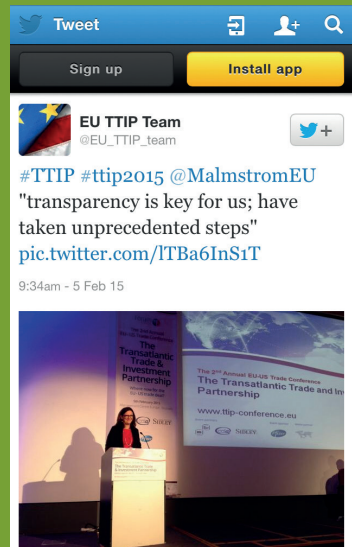 Tweet
Sign up
Install app
EU TTIP Team
@EU_TTIP_team
#TTIP #ttip2015 @MalmstromEU
"transparency is key for us; have
taken unprecedented steps"
pic.twitter.com/lTBa6InS1T
9:34am - 5 Feb 15
The
Transatlantic
Trade &
Investment
Partnership
The 2nd Annual EU-US Trade Conference
The Transatlantic Trade and In
Partnership
www.ttip-conference.eu